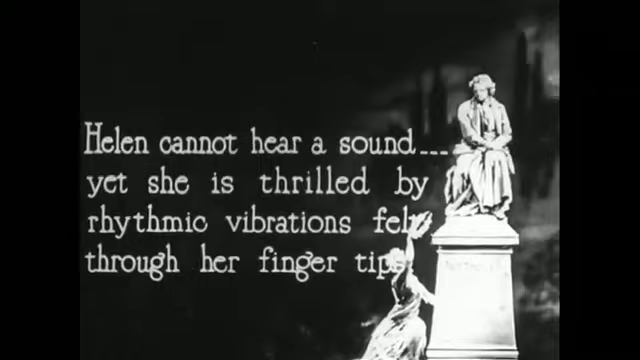 Helen cannot hear a sound...
yet she is thrilled by
rhythmic vibrations felt
through her finger tips